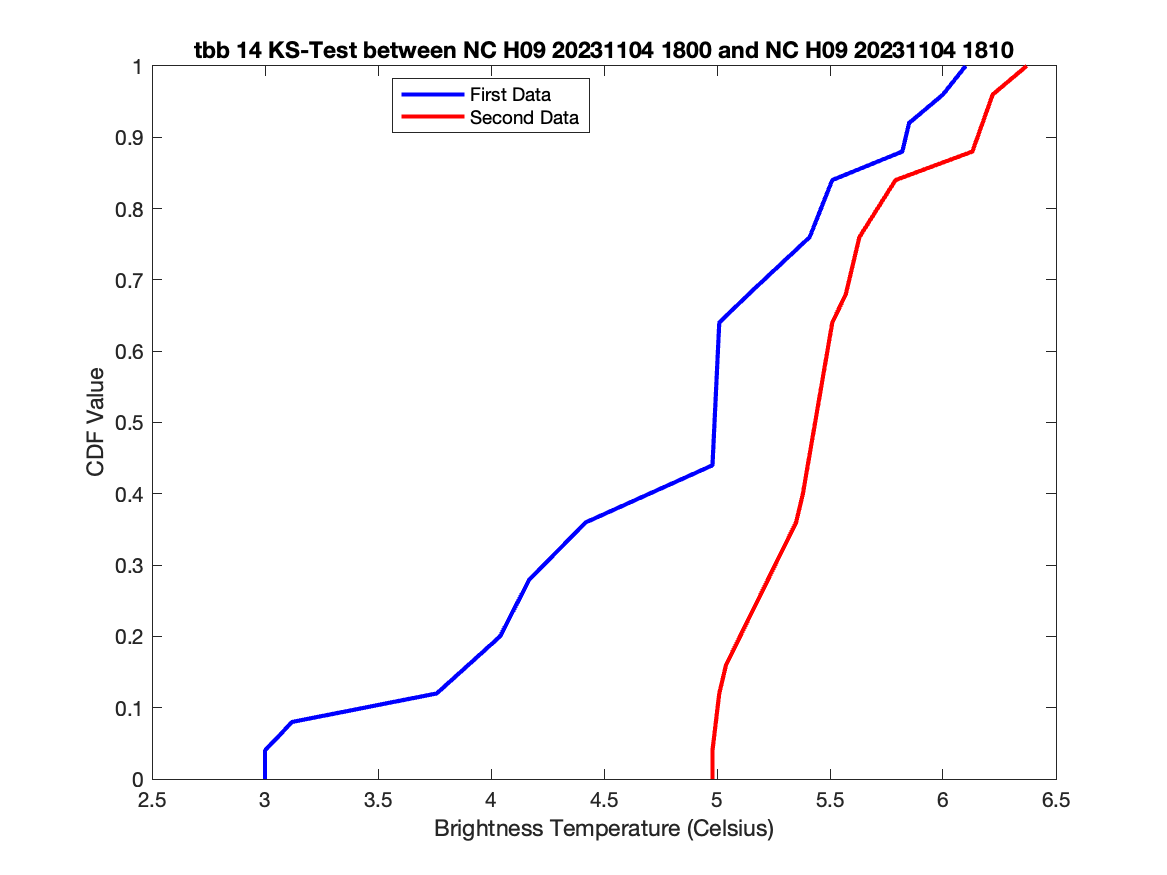 tbb 14 KS-Test between NC H09 20231104 1800 and NC H09 20231104 1810
First Data
Second Data
1
0.9
0.8
0.7
0.6
0.5
0.4
0.3
0.2
0.1
0
CDF Value
2.5 3 3.5 4 4.5 5 5.5 6 6.5
Brightness Temperature (Celsius)